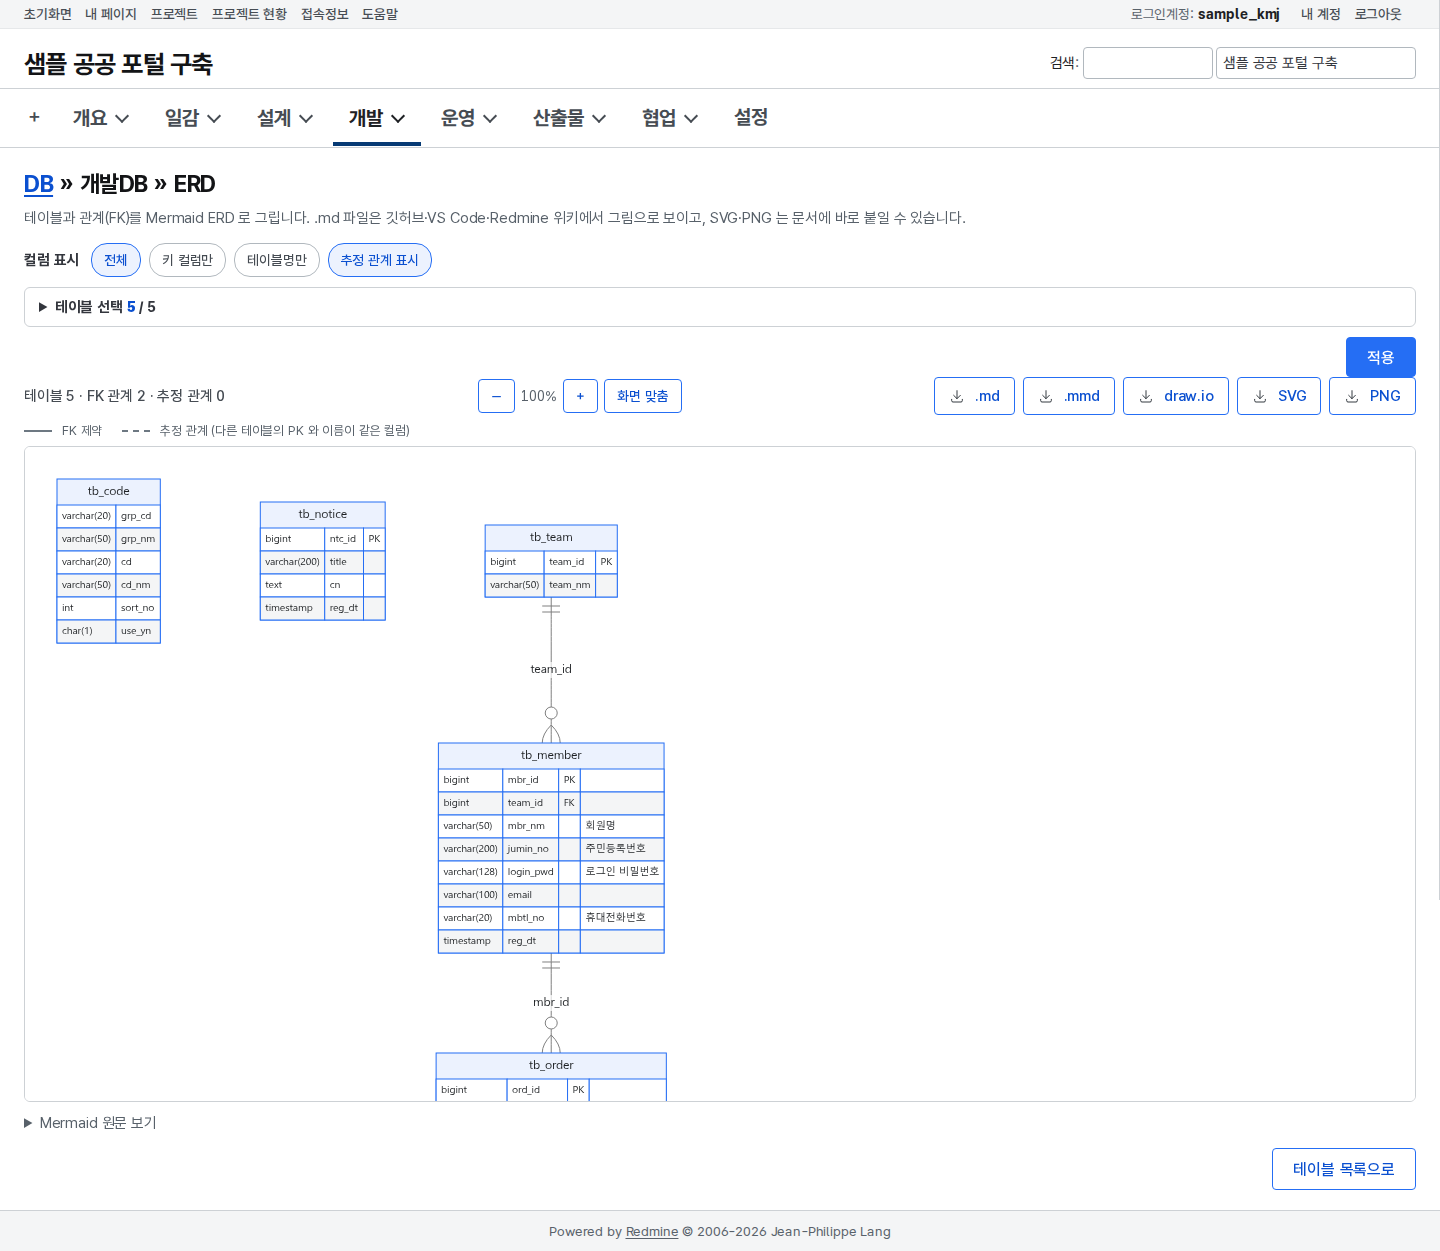 초기화면 내 페이지 프로젝트 프로젝트 현황 접속정보 도움말
로그인계정: sample_kmj 내 계정 로그아웃
샘플 공공 포털 구축
검색: 샘플 공공 포털 구축
+ 개요 일감 설계 개발 운영 산출물 협업 설정
DB » 개발DB » ERD
테이블과 관계(FK)를 Mermaid ERD 로 그립니다. .md 파일은 깃허브·VS Code·Redmine 위키에서 그림으로 보이고, SVG·PNG 는 문서에 바로 붙일 수 있습니다.
컬럼 표시 전체 키 컬럼만 테이블명만 추정 관계 표시
▶ 테이블 선택 5 / 5
적용
테이블 5 · FK 관계 2 · 추정 관계 0
– 100% + 화면 맞춤
.md .mmd draw.io SVG PNG
FK 제약 추정 관계 (다른 테이블의 PK 와 이름이 같은 컬럼)
tb_code
varchar(20) grp_cd
varchar(50) grp_nm
varchar(20) cd
varchar(50) cd_nm
int sort_no
char(1) use_yn
tb_notice
bigint ntc_id PK
varchar(200) title
text cn
timestamp reg_dt
tb_team
bigint team_id PK
varchar(50) team_nm
team_id
tb_member
bigint mbr_id PK
bigint team_id FK
varchar(50) mbr_nm 회원명
varchar(200) jumin_no 주민등록번호
varchar(128) login_pwd 로그인 비밀번호
varchar(100) email
varchar(20) mbtl_no 휴대전화번호
timestamp reg_dt
mbr_id
tb_order
bigint ord_id PK
▶ Mermaid 원문 보기
테이블 목록으로
Powered by Redmine © 2006-2026 Jean-Philippe Lang